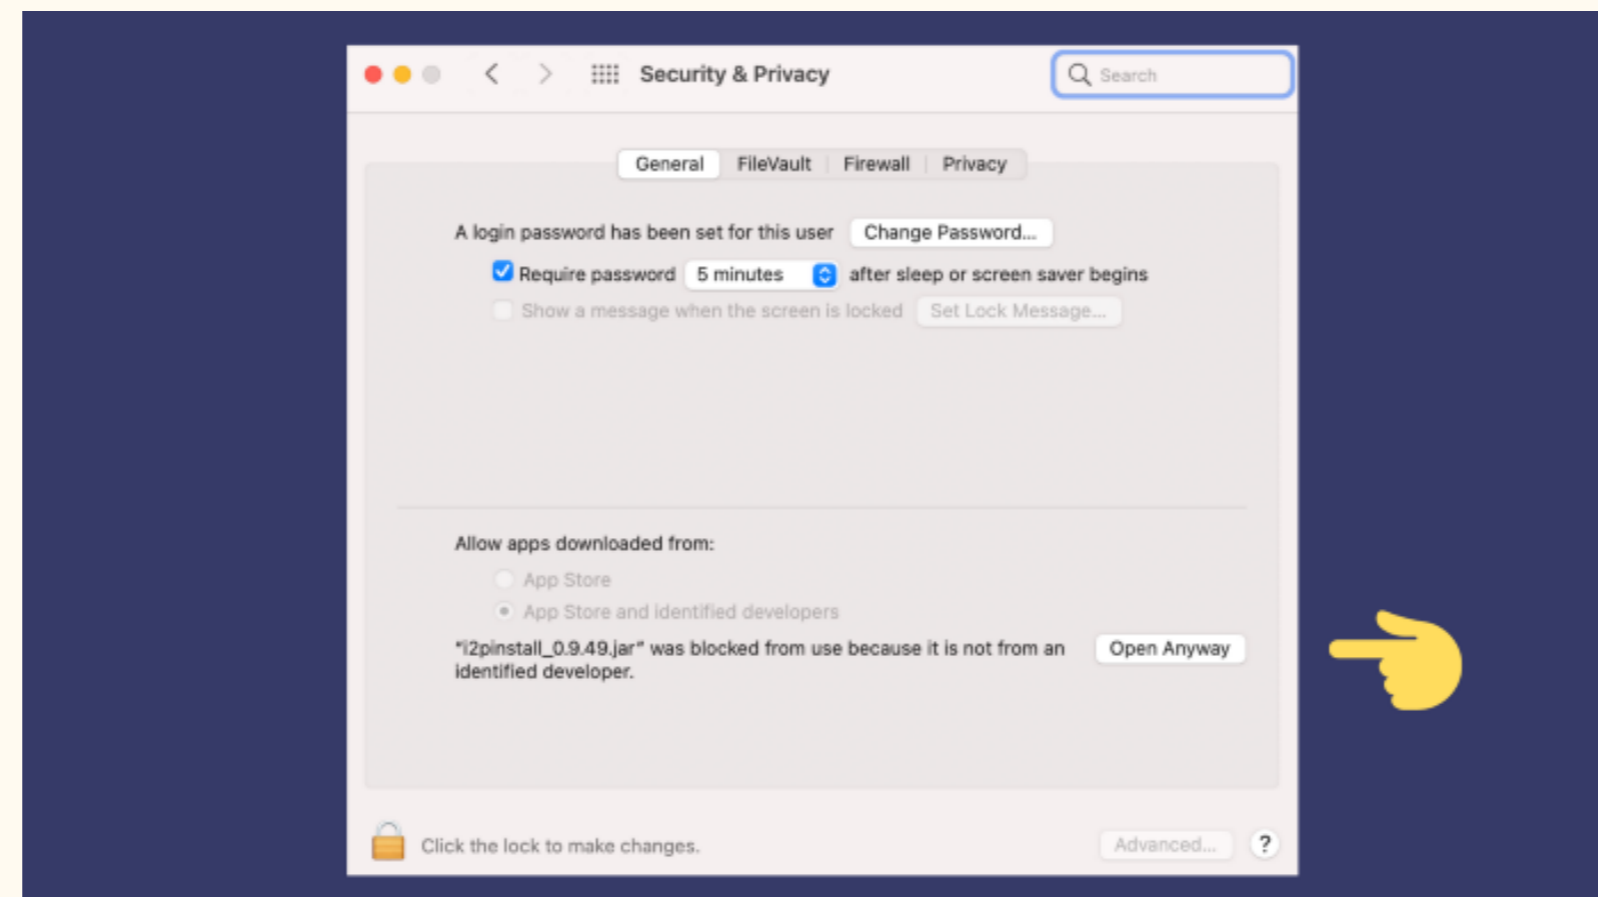 Security & Privacy
Search
General FileVault Firewall Privacy
A login password has been set for this user Change Password...
Require password 5 minutes after sleep or screen saver begins
Show a message when the screen is locked Set Lock Message...
Allow apps downloaded from:
App Store
App Store and identified developers
"i2pinstall_0.9.49.jar" was blocked from use because it is not from an Open Anyway
identified developer.
Click the lock to make changes. Advanced... ?